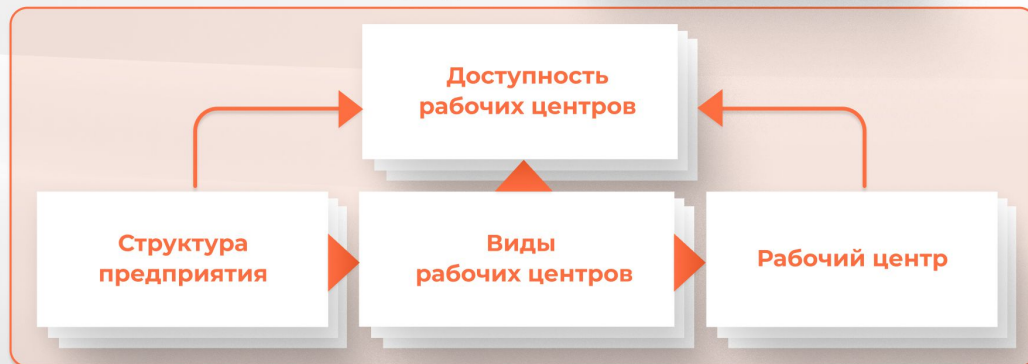 Доступность
рабочих центров
Структура
предприятия
Виды
рабочих центров
Рабочий центр